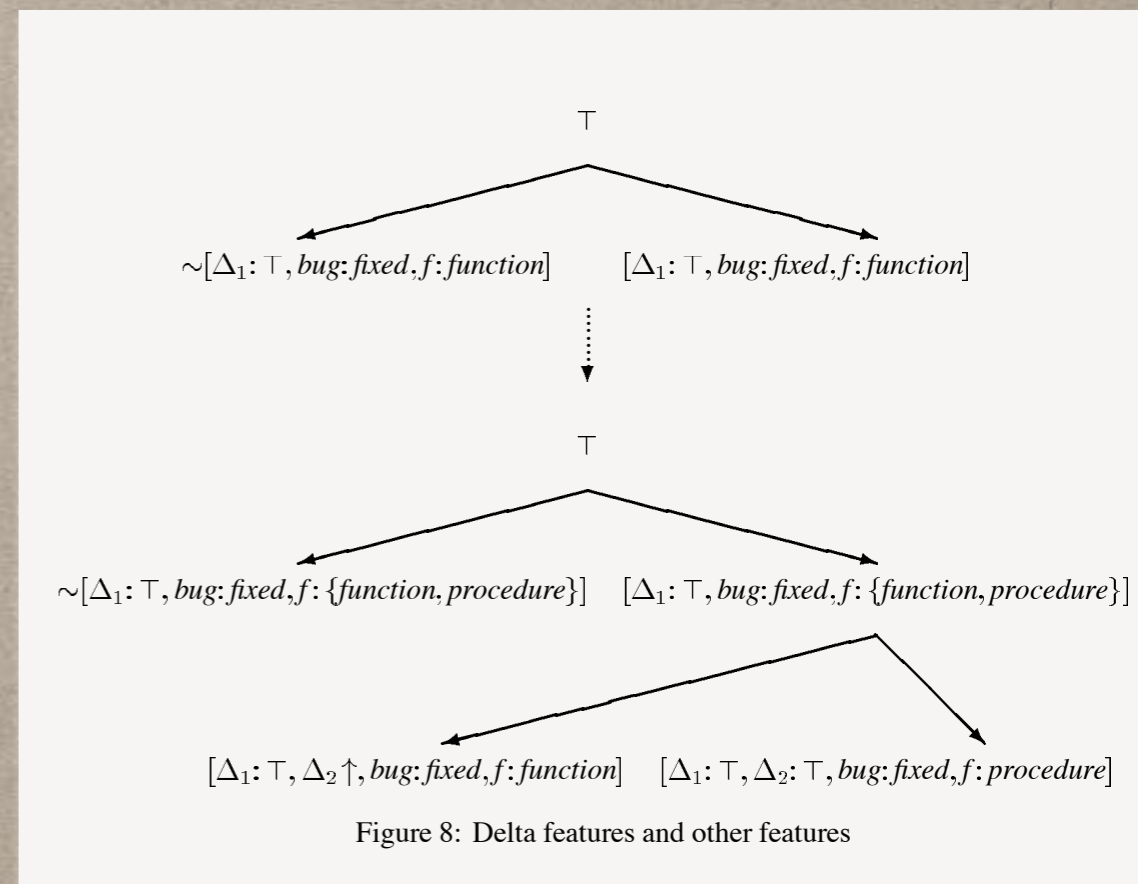 ⊤
∼[Δ₁: ⊤, bug: fixed, f: function] [Δ₁: ⊤, bug: fixed, f: function]
⊤
∼[Δ₁: ⊤, bug: fixed, f: {function, procedure}] [Δ₁: ⊤, bug: fixed, f: {function, procedure}]
[Δ₁: ⊤, Δ₂↑, bug: fixed, f: function] [Δ₁: ⊤, Δ₂: ⊤, bug: fixed, f: procedure]
Figure 8: Delta features and other features